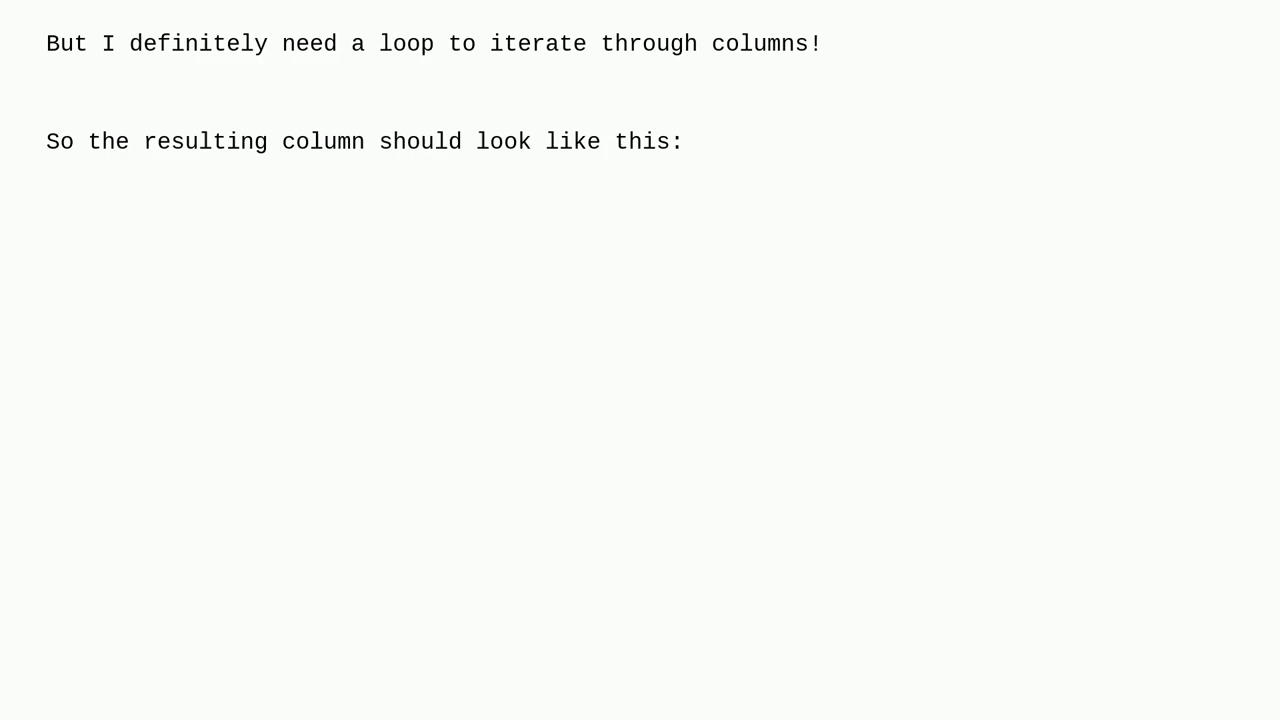 But I definitely need a loop to iterate through columns!
So the resulting column should look like this: